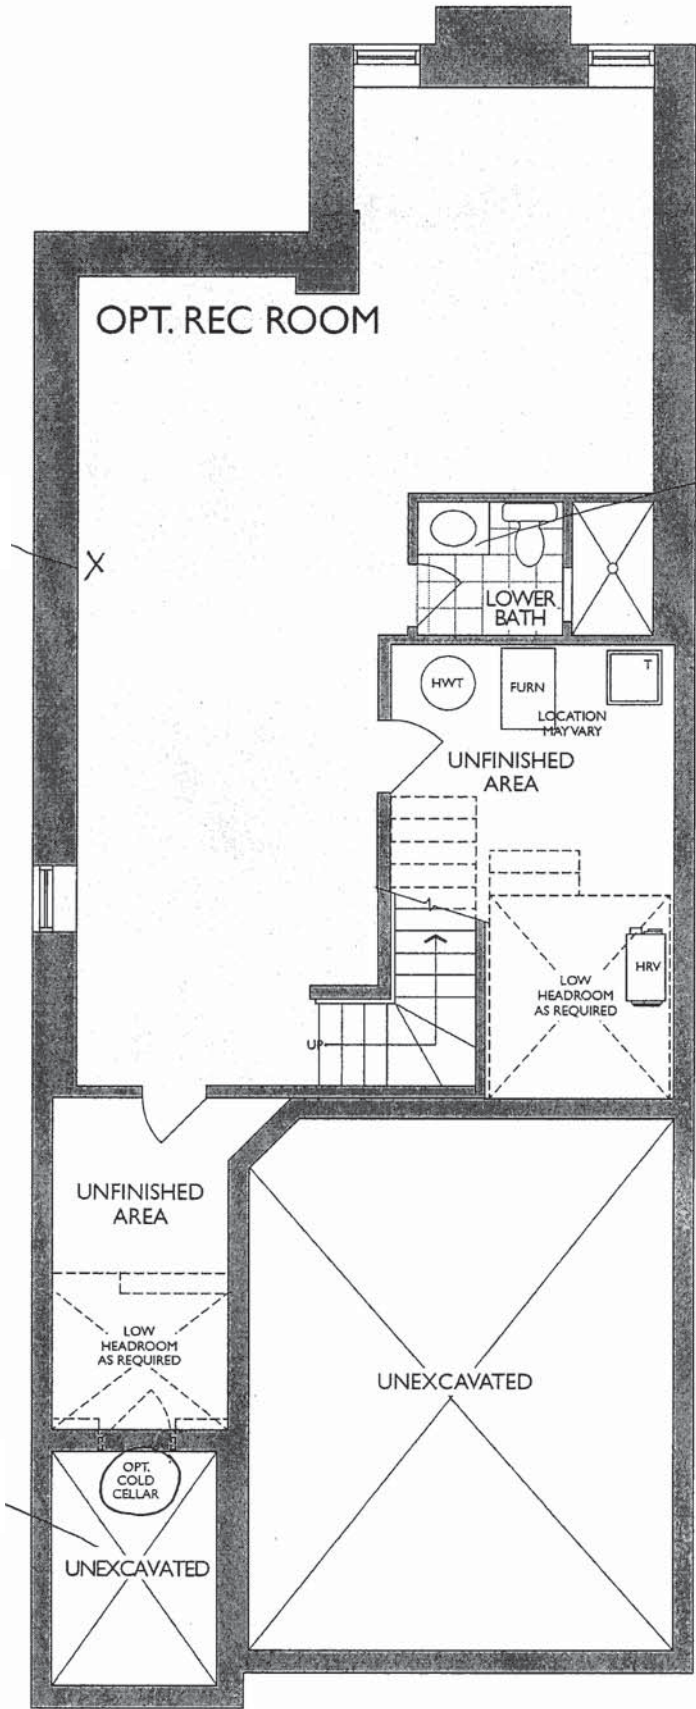 OPT. REC ROOM
X
LOWER
BATH
HWT
FURN
T
LOCATION
MAY VARY
UNFINISHED
AREA
HRV
LOW
HEADROOM
AS REQUIRED
UP
UNFINISHED
AREA
LOW
HEADROOM
AS REQUIRED
UNEXCAVATED
OPT.
COLD
CELLAR
UNEXCAVATED